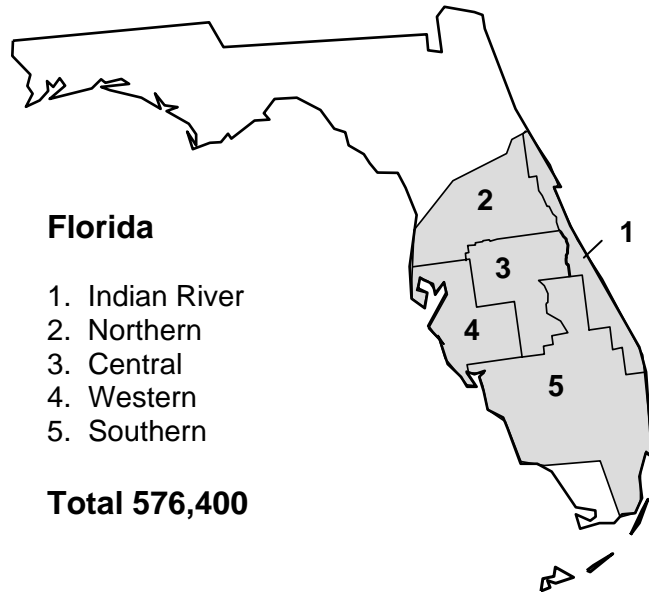 Florida
1. Indian River
2. Northern
3. Central
4. Western
5. Southern
Total 576,400
2
1
3
4
5